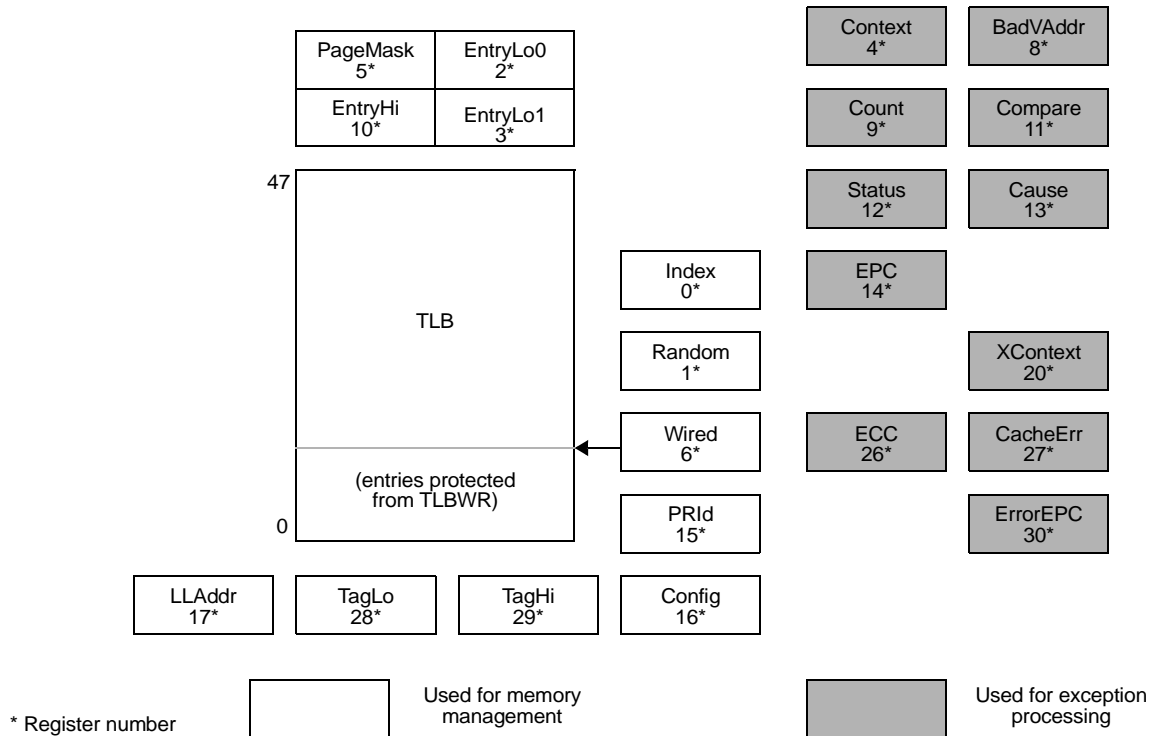 Context
4*
BadVAddr
8*
PageMask
5*
EntryLo0
2*
EntryHi
10*
EntryLo1
3*
Count
9*
Compare
11*
47
Status
12*
Cause
13*
Index
0*
EPC
14*
TLB
Random
1*
XContext
20*
Wired
6*
ECC
26*
CacheErr
27*
(entries protected
from TLBWR)
0
PRId
15*
ErrorEPC
30*
LLAddr
17*
TagLo
28*
TagHi
29*
Config
16*
* Register number
Used for memory
management
Used for exception
processing